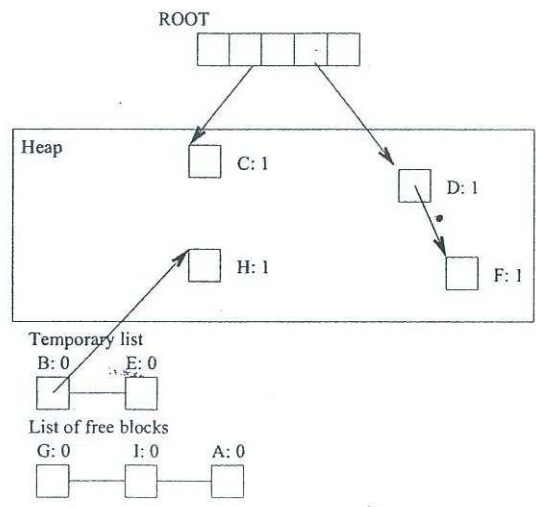 ROOT
Heap
C: 1
D: 1
H: 1
F: 1
Temporary list
B: 0 E: 0
List of free blocks
G: 0 I: 0 A: 0